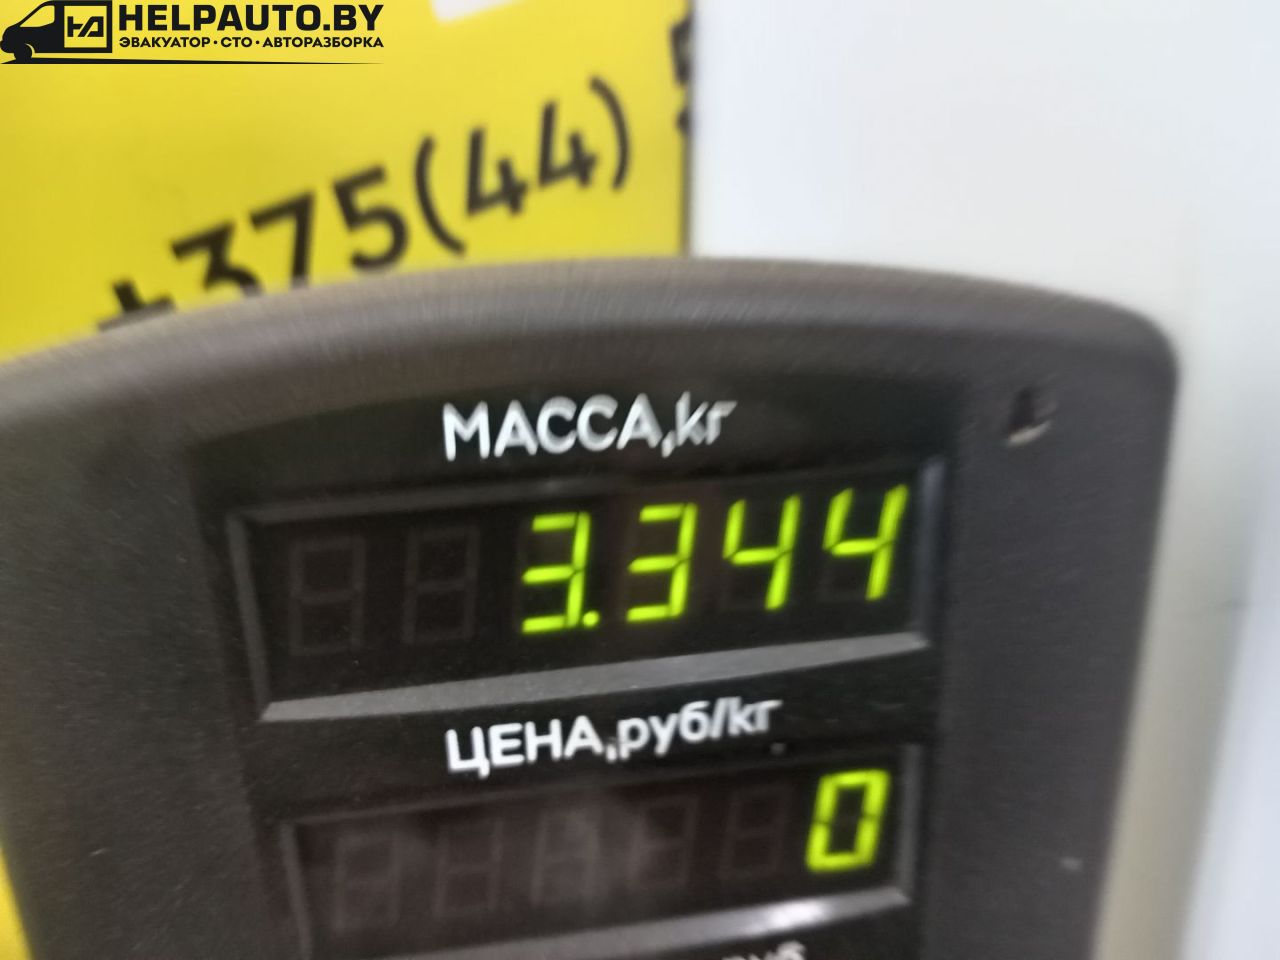 HELPAUTO.BY
ЭВАКУАТОР·СТО·АВТОРАЗБОРКА
+375(44)
МАССА,кг
3.344
ЦЕНА,руб/кг
0